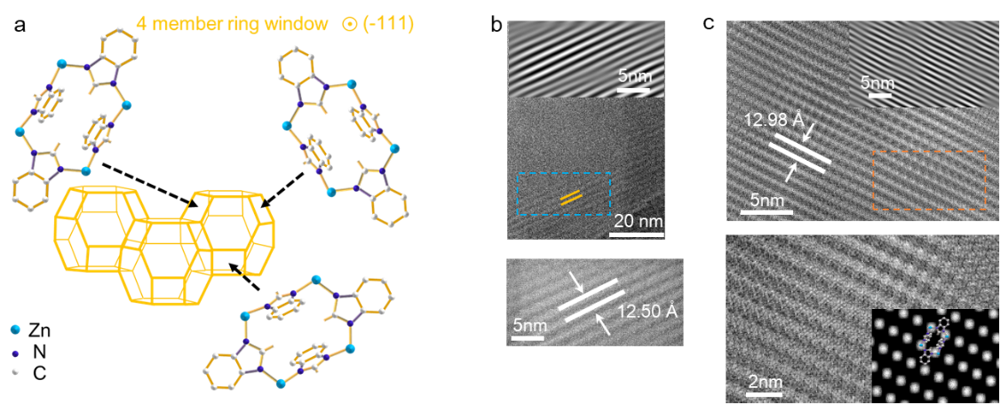 a
4 member ring window ⊙ (-111)
Zn
N
C
b
5nm
20 nm
12.50 Å
5nm
c
5nm
12.98 Å
5nm
2nm